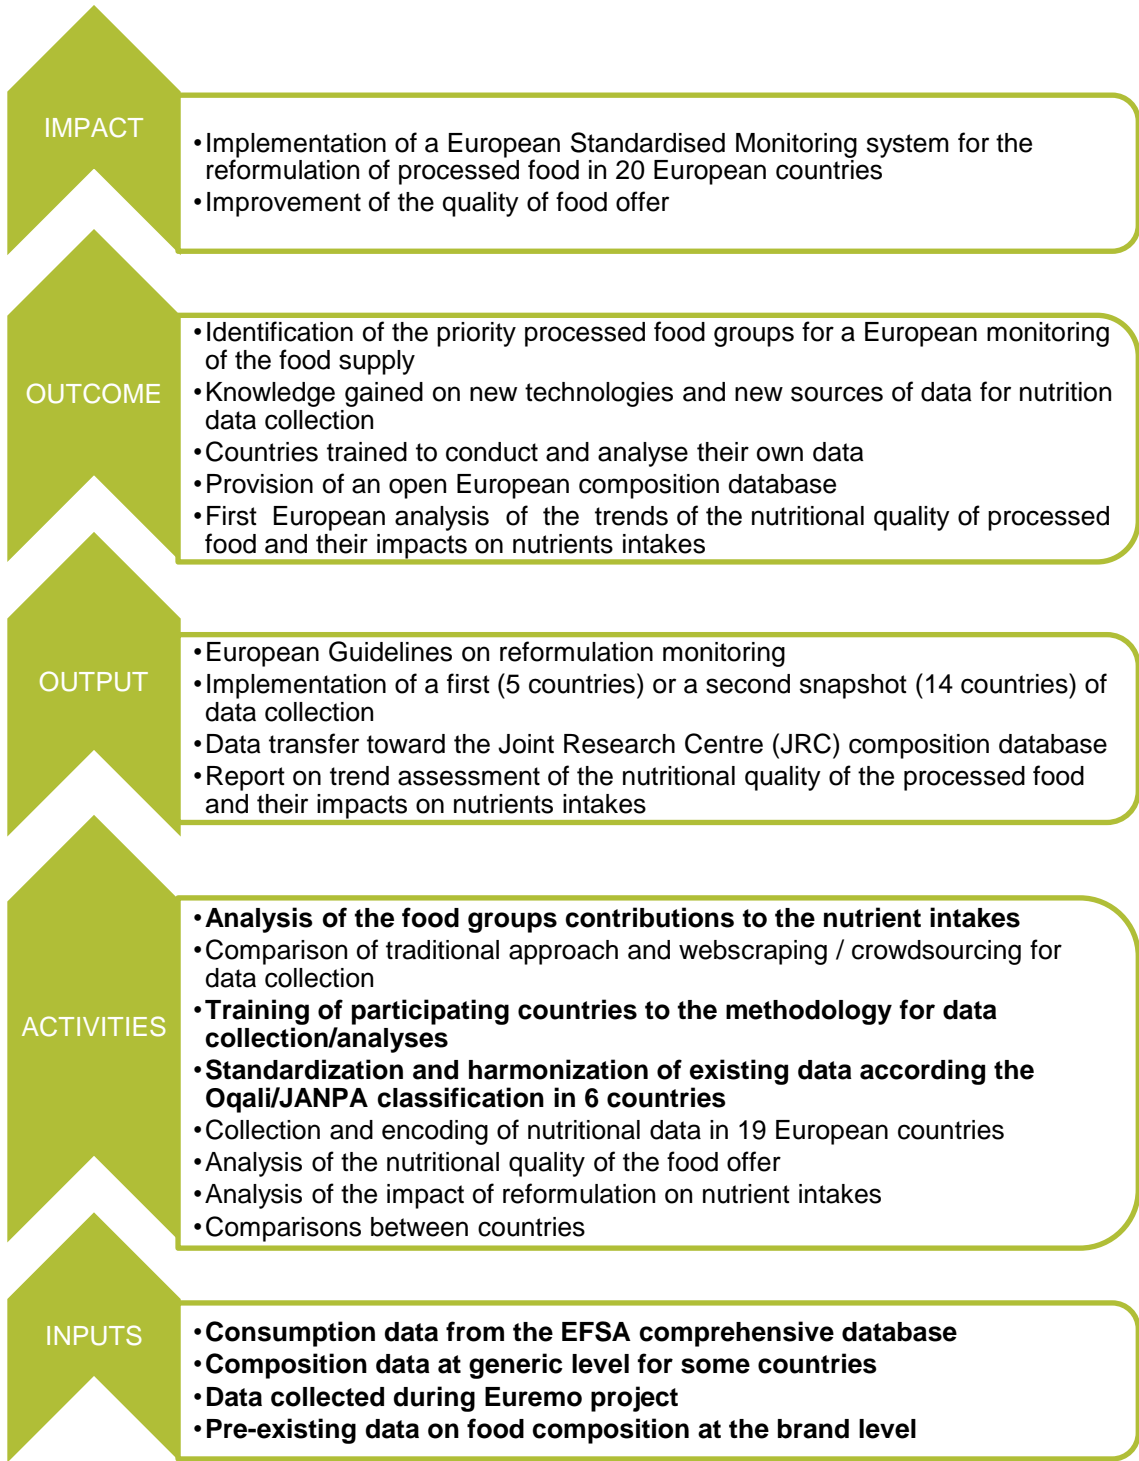 IMPACT
•Implementation of a European Standardised Monitoring system for the
reformulation of processed food in 20 European countries
•Improvement of the quality of food offer
OUTCOME
•Identification of the priority processed food groups for a European monitoring
of the food supply
•Knowledge gained on new technologies and new sources of data for nutrition
data collection
•Countries trained to conduct and analyse their own data
•Provision of an open European composition database
•First European analysis of the trends of the nutritional quality of processed
food and their impacts on nutrients intakes
OUTPUT
•European Guidelines on reformulation monitoring
•Implementation of a first (5 countries) or a second snapshot (14 countries) of
data collection
•Data transfer toward the Joint Research Centre (JRC) composition database
•Report on trend assessment of the nutritional quality of the processed food
and their impacts on nutrients intakes
ACTIVITIES
•Analysis of the food groups contributions to the nutrient intakes
•Comparison of traditional approach and webscraping / crowdsourcing for
data collection
•Training of participating countries to the methodology for data
collection/analyses
•Standardization and harmonization of existing data according the
Oqali/JANPA classification in 6 countries
•Collection and encoding of nutritional data in 19 European countries
•Analysis of the nutritional quality of the food offer
•Analysis of the impact of reformulation on nutrient intakes
•Comparisons between countries
INPUTS
•Consumption data from the EFSA comprehensive database
•Composition data at generic level for some countries
•Data collected during Euremo project
•Pre-existing data on food composition at the brand level